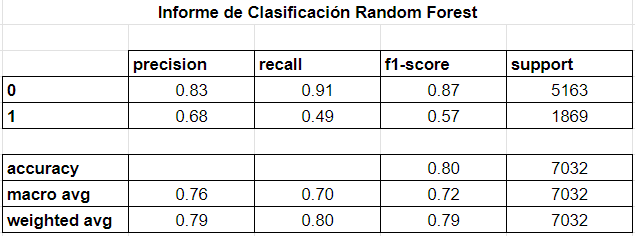 Informe de Clasificación Random Forest
precision recall f1-score support
0 0.83 0.91 0.87 5163
1 0.68 0.49 0.57 1869
accuracy 0.80 7032
macro avg 0.76 0.70 0.72 7032
weighted avg 0.79 0.80 0.79 7032